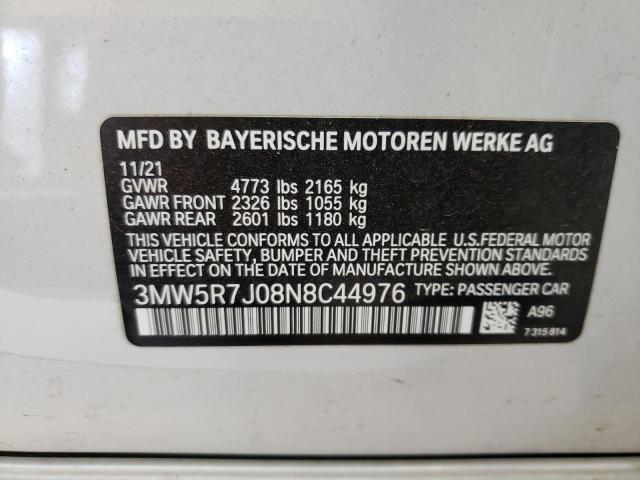 MFD BY BAYERISCHE MOTOREN WERKE AG
11/21
GVWR 4773 lbs 2165 kg
GAWR FRONT 2326 lbs 1055 kg
GAWR REAR 2601 lbs 1180 kg
THIS VEHICLE CONFORMS TO ALL APPLICABLE U.S.FEDERAL MOTOR
VEHICLE SAFETY, BUMPER, AND THEFT PREVENTION STANDARDS
IN EFFECT ON THE DATE OF MANUFACTURE SHOWN ABOVE.
3MW5R7J08N8C44976 TYPE: PASSENGER CAR
A96
7 315 814